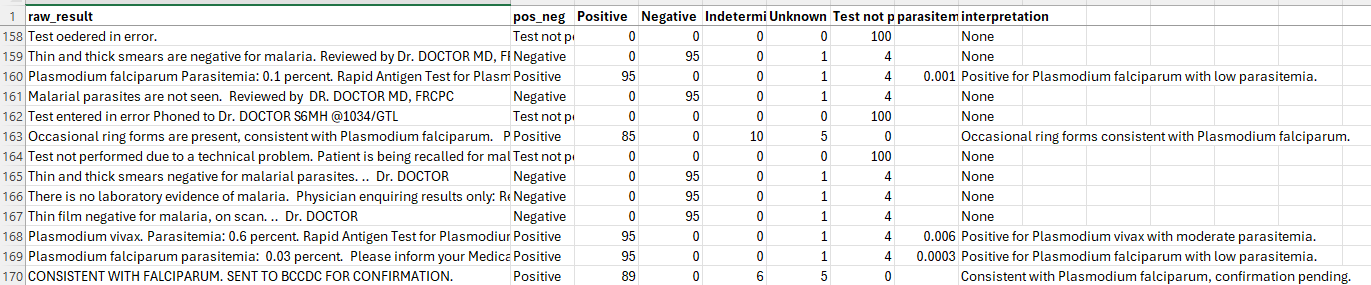 1 raw_result pos_neg Positive Negative Indetermi Unknown Test not p parasitem interpretation
158 Test oedered in error. Test not pe 0 0 0 0 100 None
159 Thin and thick smears are negative for malaria. Reviewed by Dr. DOCTOR MD, FF Negative 0 95 0 1 4 None
160 Plasmodium falciparum Parasitemia: 0.1 percent. Rapid Antigen Test for Plasm Positive 95 0 0 1 4 0.001 Positive for Plasmodium falciparum with low parasitemia.
161 Malarial parasites are not seen. Reviewed by DR. DOCTOR MD, FRCPC Negative 0 95 0 1 4 None
162 Test entered in error Phoned to Dr. DOCTOR S6MH @1034/GTL Test not pe 0 0 0 0 100 None
163 Occasional ring forms are present, consistent with Plasmodium falciparum. P Positive 85 0 10 5 0 Occasional ring forms consistent with Plasmodium falciparum.
164 Test not performed due to a technical problem. Patient is being recalled for mal Test not pe 0 0 0 0 100 None
165 Thin and thick smears negative for malarial parasites. .. Dr. DOCTOR Negative 0 95 0 1 4 None
166 There is no laboratory evidence of malaria. Physician enquiring results only: Re Negative 0 95 0 1 4 None
167 Thin film negative for malaria, on scan. .. Dr. DOCTOR Negative 0 95 0 1 4 None
168 Plasmodium vivax. Parasitemia: 0.6 percent. Rapid Antigen Test for Plasmodiur Positive 95 0 0 1 4 0.006 Positive for Plasmodium vivax with moderate parasitemia.
169 Plasmodium falciparum parasitemia: 0.03 percent. Please inform your Medica Positive 95 0 0 1 4 0.0003 Positive for Plasmodium falciparum with low parasitemia.
170 CONSISTENT WITH FALCIPARUM. SENT TO BCCDC FOR CONFIRMATION. Positive 89 0 6 5 0 Consistent with Plasmodium falciparum, confirmation pending.